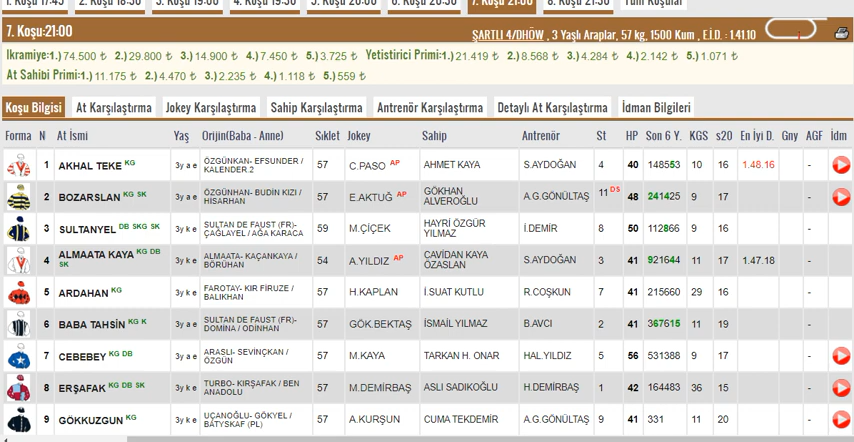 1. Koşu 17:45 2. Koşu 18:30 3. Koşu 19:00 4. Koşu 19:30 5. Koşu 20:00 6. Koşu 20:30 7. Koşu 21:00 8. Koşu 21:30 Tüm Koşular
7. Koşu:21:00
ŞARTLI 4/DHÖW , 3 Yaşlı Araplar, 57 kg, 1500 Kum , E.İ.D. : 1.41.10
İkramiye:1.) 74.500 ₺ 2.) 29.800 ₺ 3.) 14.900 ₺ 4.) 7.450 ₺ 5.) 3.725 ₺ Yetistirici Primi:1.) 21.419 ₺ 2.) 8.568 ₺ 3.) 4.284 ₺ 4.) 2.142 ₺ 5.) 1.071 ₺
At Sahibi Primi:1.) 11.175 ₺ 2.) 4.470 ₺ 3.) 2.235 ₺ 4.) 1.118 ₺ 5.) 559 ₺
Koşu Bilgisi At Karşılaştırma Jokey Karşılaştırma Sahip Karşılaştırma Antrenör Karşılaştırma Detaylı At Karşılaştırma İdman Bilgileri
Forma N At İsmi Yaş Orijin(Baba - Anne) Sıklet Jokey Sahip Antrenör St HP Son 6 Y. KGS s20 En İyi D. Gny AGF İdm
1 AKHAL TEKE KG 3y a e ÖZGÜNKAN- EFSUNDER / KALENDER.2 57 C.PASO AP AHMET KAYA S.AYDOĞAN 4 40 148553 10 16 1.48.16 -
2 BOZARSLAN KG SK 3y a e ÖZGÜNHAN- BUDİN KIZI / HISARHAN 57 E.AKTUĞ AP GÖKHAN ALVEROĞLU A.G.GÖNÜLTAŞ 11 DS 48 241425 9 17 -
3 SULTANYEL DB SKG SK 3y k e SULTAN DE FAUST (FR)- ÇAĞLAYEL / AĞA KARACA 59 M.ÇİÇEK HAYRİ ÖZGÜR YILMAZ İ.DEMİR 8 50 112866 9 16 -
4 ALMAATA KAYA KG DB SK 3y k e ALMAATA- KAÇANKAYA / BÖRÜHAN 54 A.YILDIZ AP CAVİDAN KAYA ÖZASLAN S.AYDOĞAN 3 41 921644 11 17 1.47.18 -
5 ARDAHAN KG 3y k e FAROTAY- KIR FİRUZE / BALIKHAN 57 H.KAPLAN İ.SUAT KUTLU R.COŞKUN 7 41 215660 29 16 -
6 BABA TAHSİN KG K 3y k e SULTAN DE FAUST (FR)- DOMİNA / ODİNHAN 57 GÖK.BEKTAŞ İSMAİL YILMAZ B.AVCI 2 41 367615 11 19 -
7 CEBEBEY KG DB 3y k e ARASLI- SEVİNÇKAN / ÖZGÜN 57 M.KAYA TARKAN H. ONAR HAL.YILDIZ 5 56 531388 9 17 -
8 ERŞAFAK KG DB SK 3y k e TURBO- KIRŞAFAK / BEN ANADOLU 57 M.DEMİRBAŞ ASLI SADIKOĞLU H.DEMİRBAŞ 1 42 164483 36 15 -
9 GÖKKUZGUN KG 3y k e UÇANOĞLU- GÖKYEL / BATYSKAF (PL) 57 A.KURŞUN CUMA TEKDEMİR A.G.GÖNÜLTAŞ 9 41 331 11 20 -